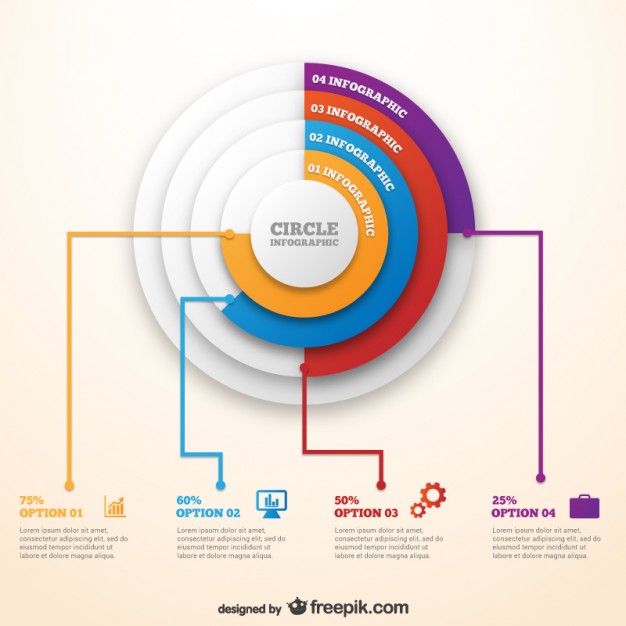 04 INFOGRAPHIC
03 INFOGRAPHIC
02 INFOGRAPHIC
01 INFOGRAPHIC
CIRCLE
INFOGRAPHIC
75%
OPTION 01
Lorem ipsum dolor sit amet,
consectetur adipisicing elit, sed do
eiusmod tempor incididunt ut
labore et dolore magna aliqua.
60%
OPTION 02
Lorem ipsum dolor sit amet,
consectetur adipisicing elit, sed do
eiusmod tempor incididunt ut
labore et dolore magna aliqua.
50%
OPTION 03
Lorem ipsum dolor sit amet,
consectetur adipisicing elit, sed do
eiusmod tempor incididunt ut
labore et dolore magna aliqua.
25%
OPTION 04
Lorem ipsum dolor sit amet,
consectetur adipisicing elit, sed do
eiusmod tempor incididunt ut
labore et dolore magna aliqua.
designed by freepik.com